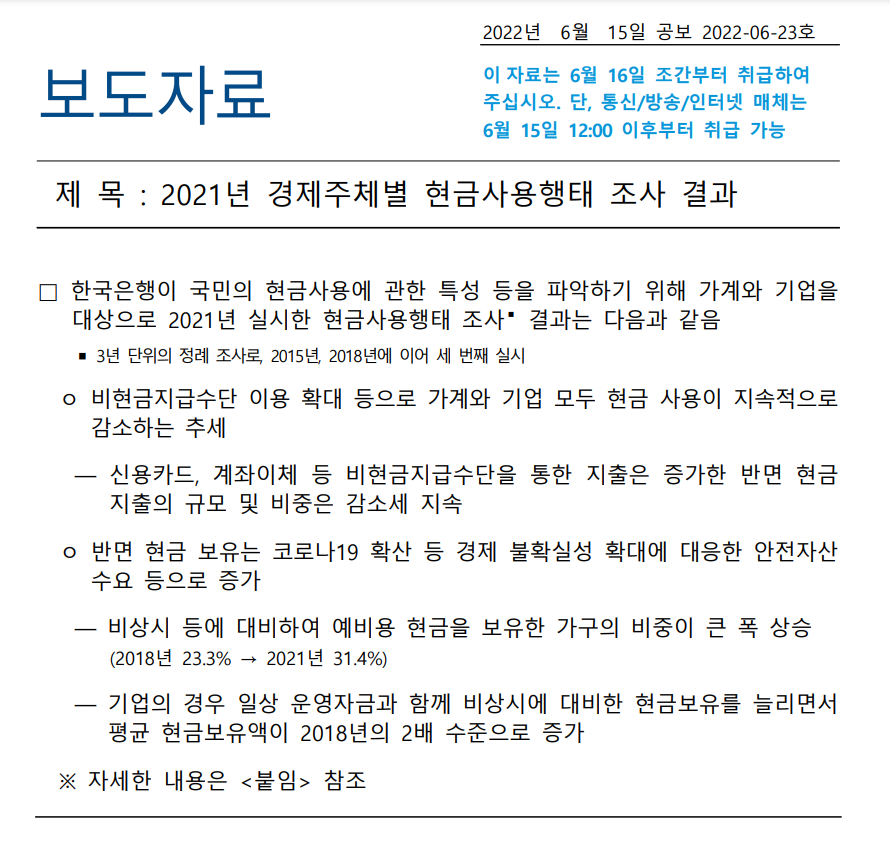 2022년 6월 15일 공보 2022-06-23호
보도자료
이 자료는 6월 16일 조간부터 취급하여
주십시오. 단, 통신/방송/인터넷 매체는
6월 15일 12:00 이후부터 취급 가능
제 목 : 2021년 경제주체별 현금사용행태 조사 결과
□ 한국은행이 국민의 현금사용에 관한 특성 등을 파악하기 위해 가계와 기업을
대상으로 2021년 실시한 현금사용행태 조사▪ 결과는 다음과 같음
▪ 3년 단위의 정례 조사로, 2015년, 2018년에 이어 세 번째 실시
ㅇ 비현금지급수단 이용 확대 등으로 가계와 기업 모두 현금 사용이 지속적으로
감소하는 추세
― 신용카드, 계좌이체 등 비현금지급수단을 통한 지출은 증가한 반면 현금
지출의 규모 및 비중은 감소세 지속
ㅇ 반면 현금 보유는 코로나19 확산 등 경제 불확실성 확대에 대응한 안전자산
수요 등으로 증가
― 비상시 등에 대비하여 예비용 현금을 보유한 가구의 비중이 큰 폭 상승
(2018년 23.3% → 2021년 31.4%)
― 기업의 경우 일상 운영자금과 함께 비상시에 대비한 현금보유를 늘리면서
평균 현금보유액이 2018년의 2배 수준으로 증가
※ 자세한 내용은 <붙임> 참조